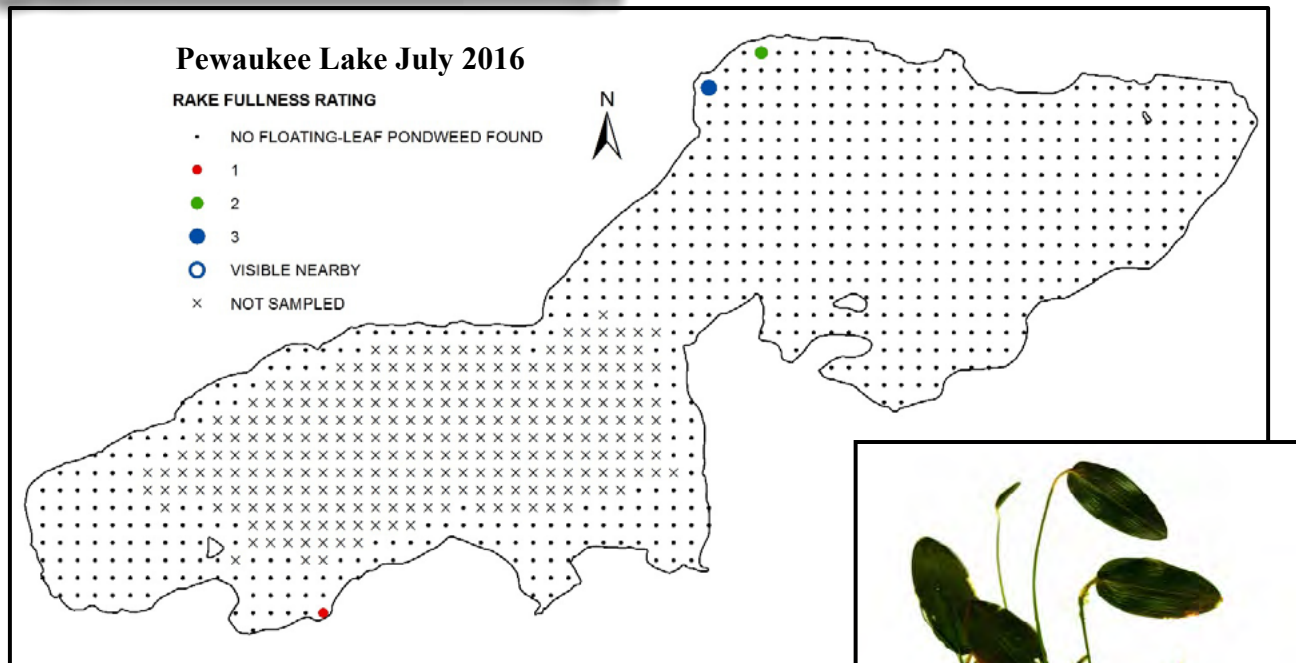 Pewaukee Lake July 2016
RAKE FULLNESS RATING
NO FLOATING-LEAF PONDWEED FOUND
1
2
3
VISIBLE NEARBY
NOT SAMPLED
N